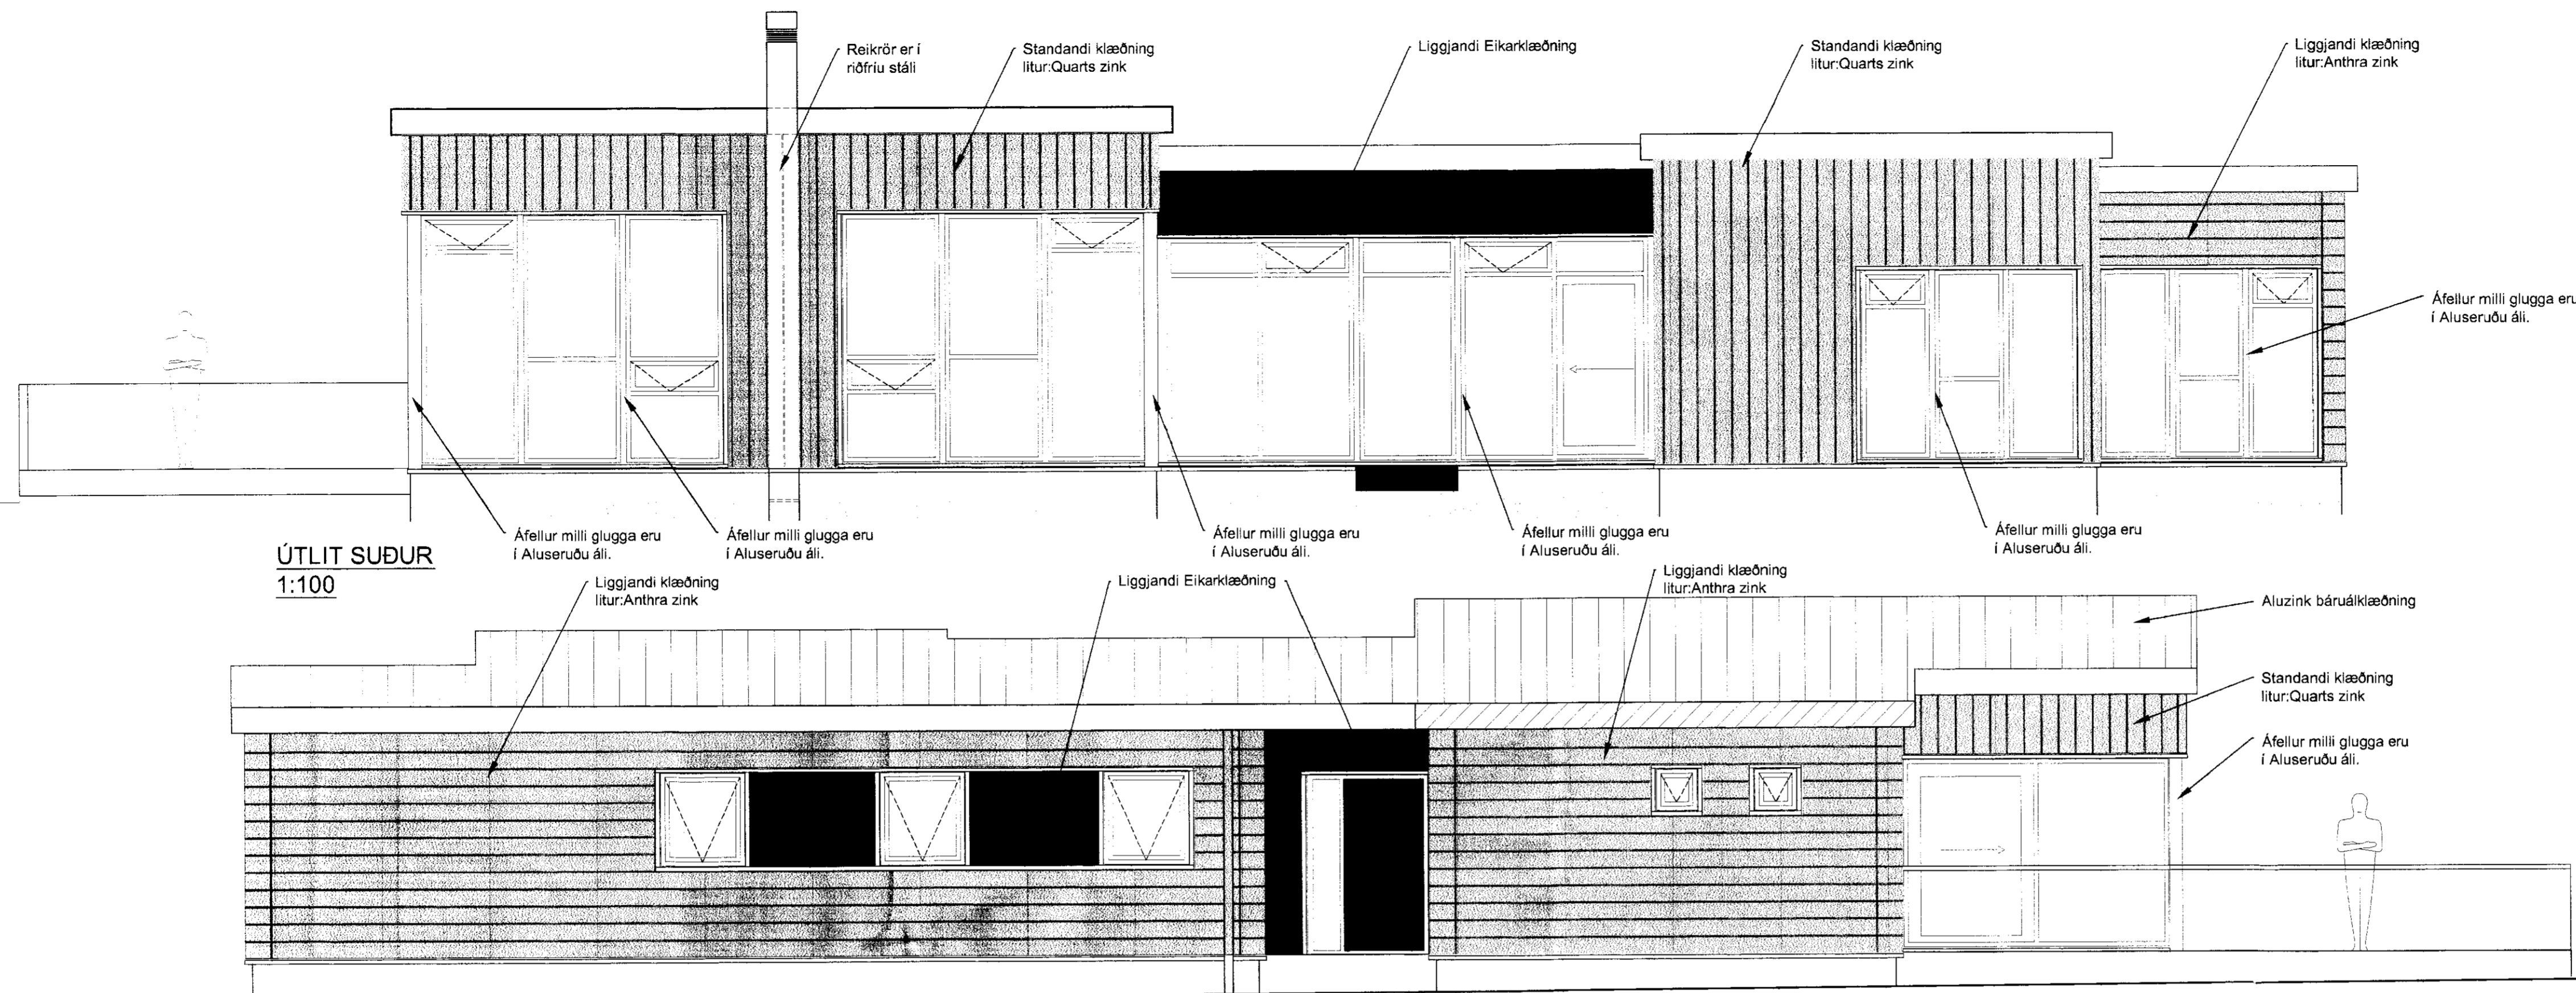 Reikrör er í
riðfríu stáli
Standandi klæðning
litur:Quarts zink
Liggjandi Eikarklæðning
Standandi klæðning
litur:Quarts zink
Liggjandi klæðning
litur:Anthra zink
Áfellur milli glugga eru
í Aluseruðu áli.
Áfellur milli glugga eru
í Aluseruðu áli.
Áfellur milli glugga eru
í Aluseruðu áli.
Áfellur milli glugga eru
í Aluseruðu áli.
Áfellur milli glugga eru
í Aluseruðu áli.
Áfellur milli glugga eru
í Aluseruðu áli.
ÚTLIT SUÐUR
1:100
Liggjandi klæðning
litur:Anthra zink
Liggjandi Eikarklæðning
Liggjandi klæðning
litur:Anthra zink
Aluzink báruálklæðning
Standandi klæðning
litur:Quarts zink
Áfellur milli glugga eru
í Aluseruðu áli.